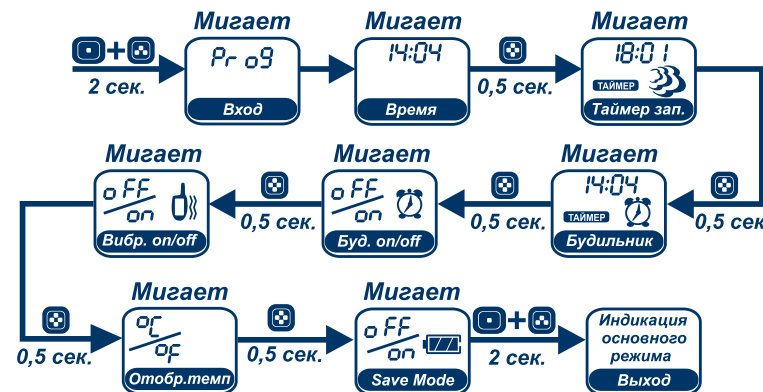 Мигает
Мигает
Мигает
Pr og
14:04
18:01
ТАЙМЕР
Вход
Время
Таймер зап.
2 сек.
0,5 сек.
Мигает
Мигает
Мигает
oFF
on
oFF
on
14:04
ТАЙМЕР
Вибр. on/off
Буд. on/off
Будильник
0,5 сек.
0,5 сек.
0,5 сек
Мигает
Мигает
°C
°F
oFF
on
Индикация
основного
режима
Отобр.темп
Save Mode
Выход
0,5 сек.
0,5 сек.
2 сек.